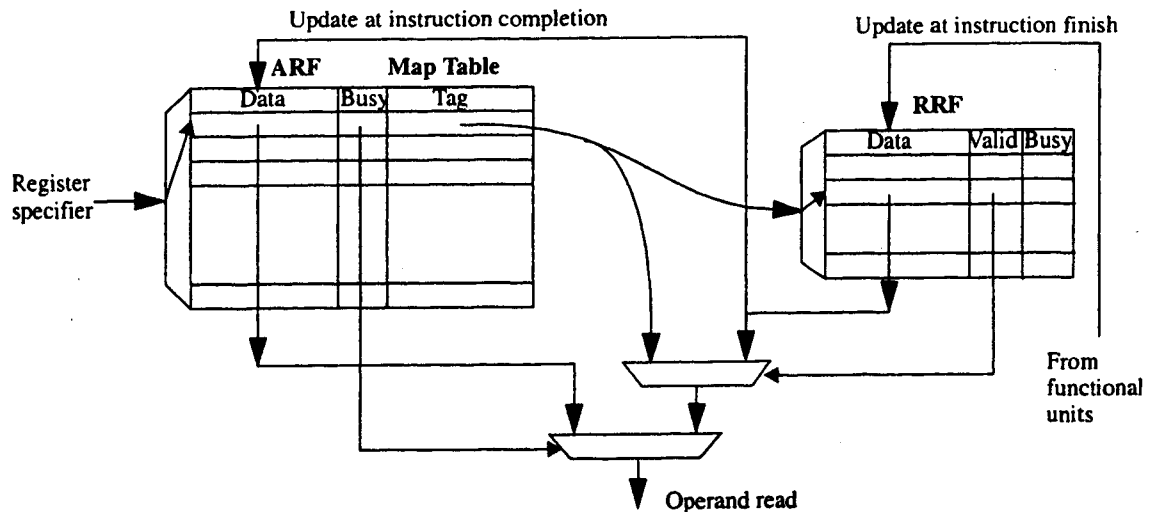 Update at instruction completion
Update at instruction finish
ARF
Map Table
Data
Busy
Tag
RRF
Data
Valid
Busy
Register
specifier
From
functional
units
Operand read